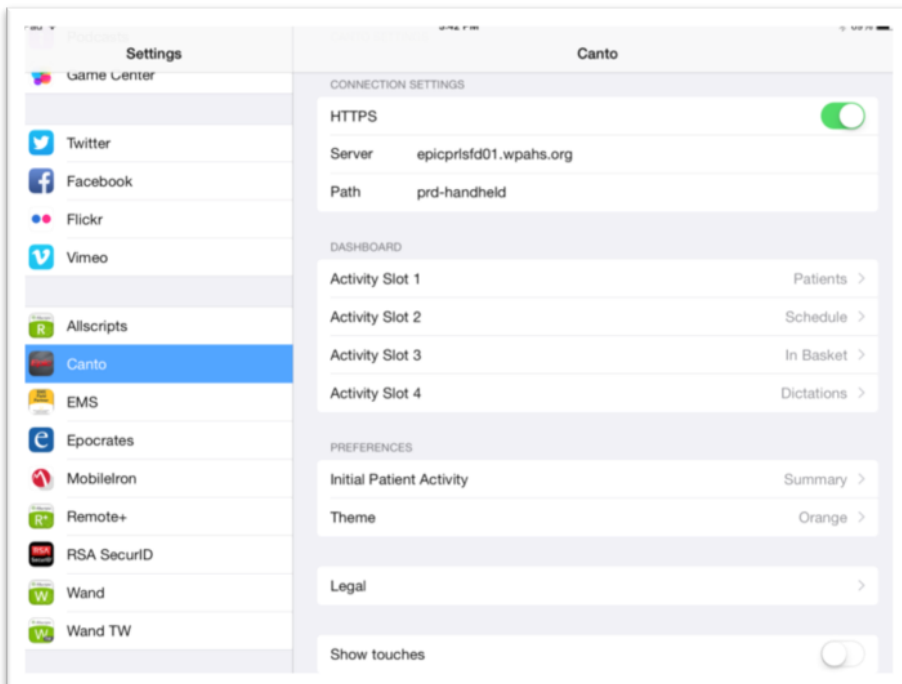 Settings
Game Center
Twitter
Facebook
Flickr
Vimeo
Allscripts
Canto
EMS
Epocrates
MobileIron
Remote+
RSA SecurID
Wand
Wand TW
Canto
CONNECTION SETTINGS
HTTPS
Server epicprlsfd01.wpahs.org
Path prd-handheld
DASHBOARD
Activity Slot 1 Patients
Activity Slot 2 Schedule
Activity Slot 3 In Basket
Activity Slot 4 Dictations
PREFERENCES
Initial Patient Activity Summary
Theme Orange
Legal
Show touches